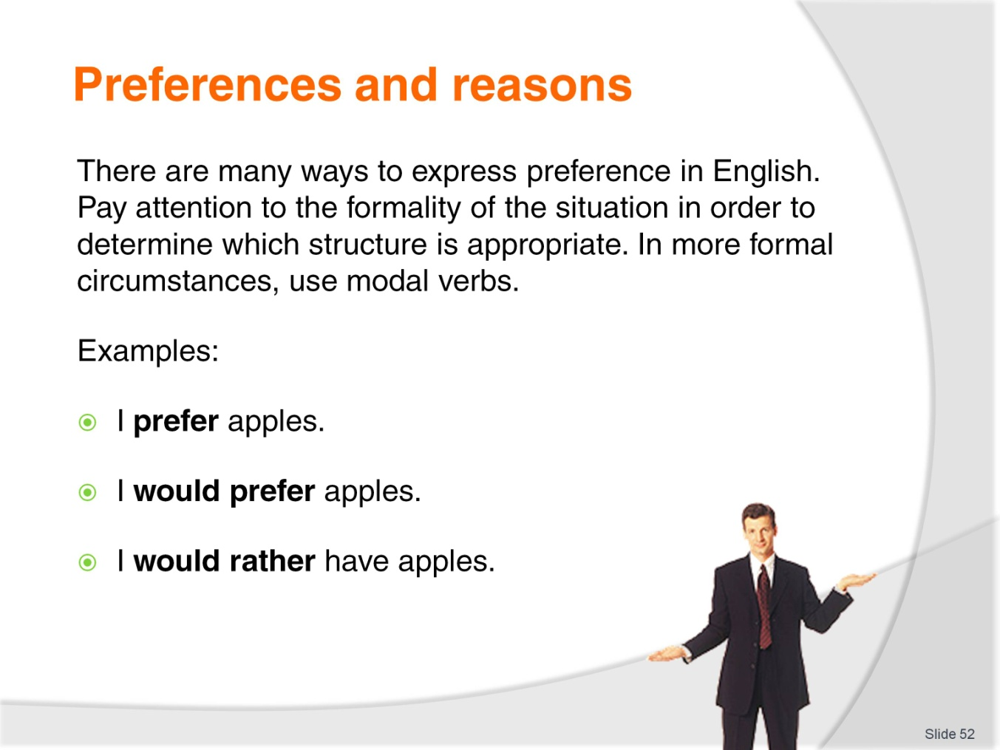 Preferences and reasons
There are many ways to express preference in English.
Pay attention to the formality of the situation in order to
determine which structure is appropriate. In more formal
circumstances, use modal verbs.
Examples:
I prefer apples.
I would prefer apples.
I would rather have apples.
Slide 52